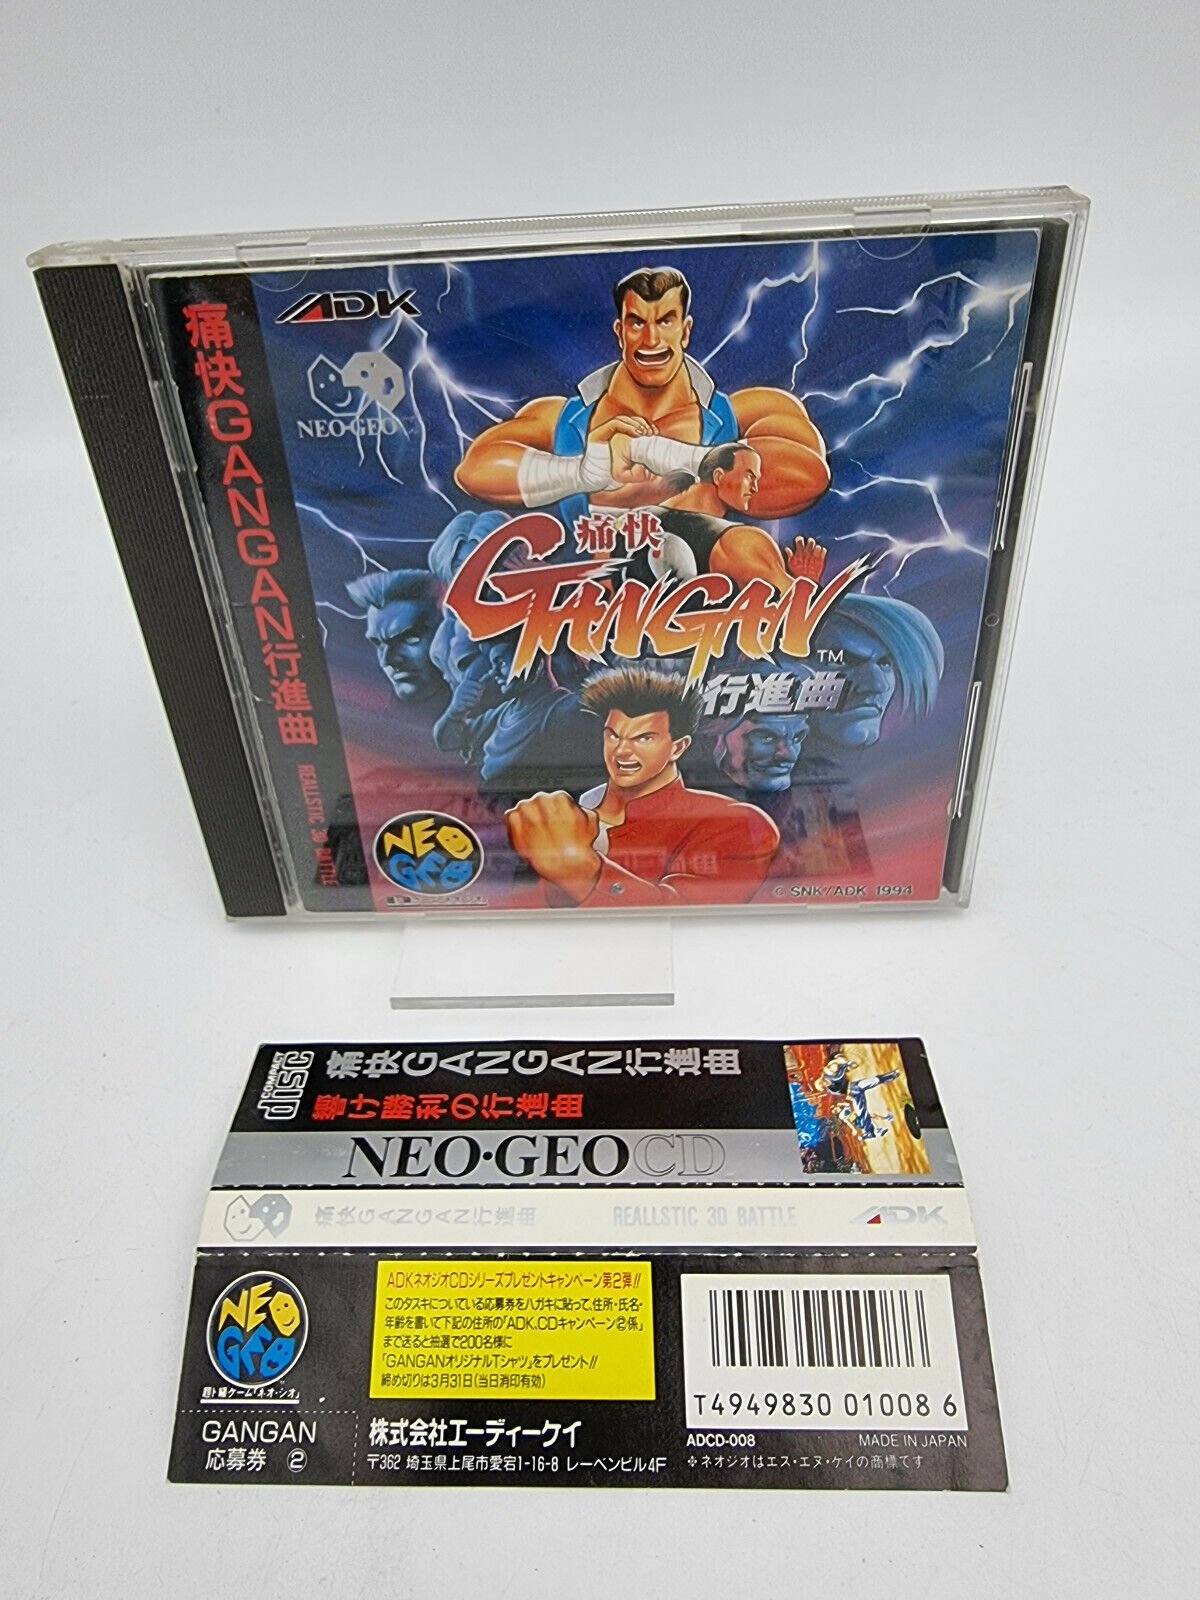 痛快GANGAN行進曲 REALLSTIC 3D BATTLE
ADK
NEO・GEO
痛快
GANGAN
TM
行進曲
NEO
GEO
© SNK/ADK 1994
COMPACT
disc
痛快GANGAN行進曲
響け勝利の行進曲
NEO・GEO CD
痛快GANGAN行進曲 REALLSTIC 3D BATTLE ADK
NEO
GEO
GANGAN
応募券 ②
ADKネオジオCDシリーズプレゼントキャンペーン第2弾!!
このタスキについている応募券をハガキに貼って、住所・氏名・
年齢を書いて下記の住所の「ADK、CDキャンペーン②係」
まで送ると抽選で200名様に
「GANGANオリジナルTシャツ」をプレゼント!!
締め切りは3月31日(当日消印有効)
株式会社エーディーケイ
〒362 埼玉県上尾市愛宕1-16-8 レーベンビル4F
T4949830 01008 6
ADCD-008 MADE IN JAPAN
※ネオジオはエス・エヌ・ケイの商標です